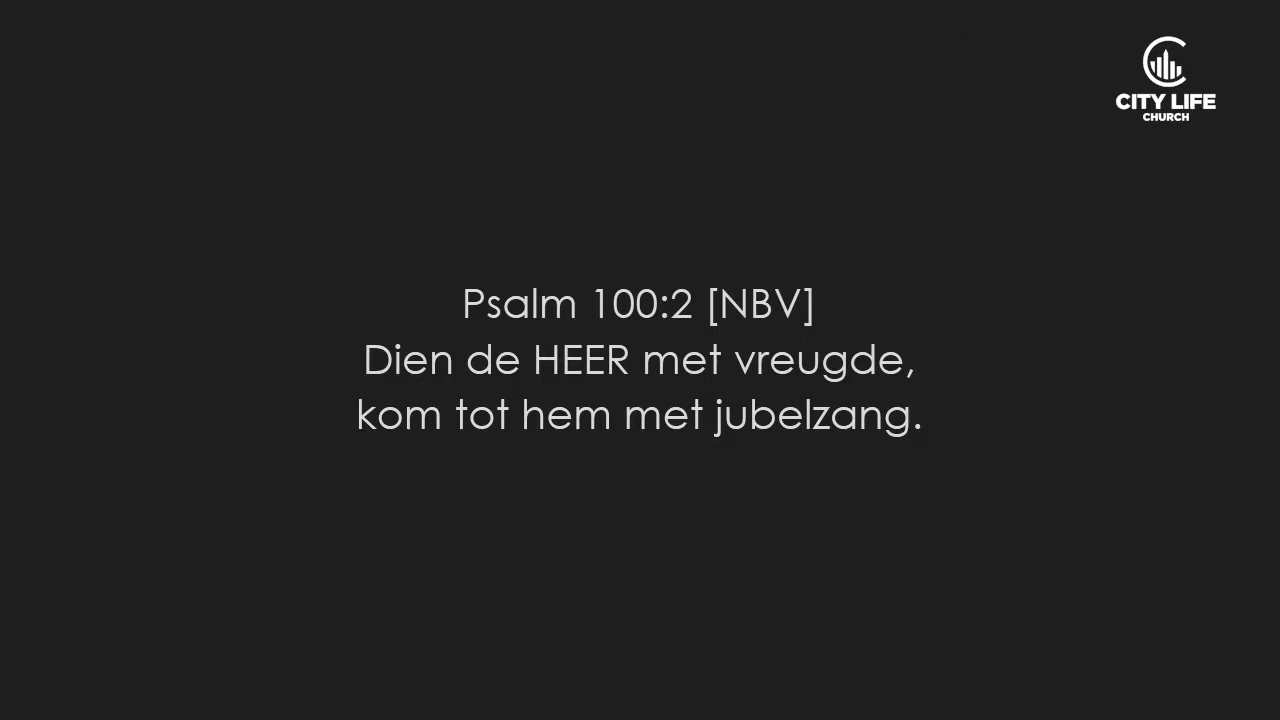 CITY LIFE
CHURCH
Psalm 100:2 [NBV]
Dien de HEER met vreugde,
kom tot hem met jubelzang.